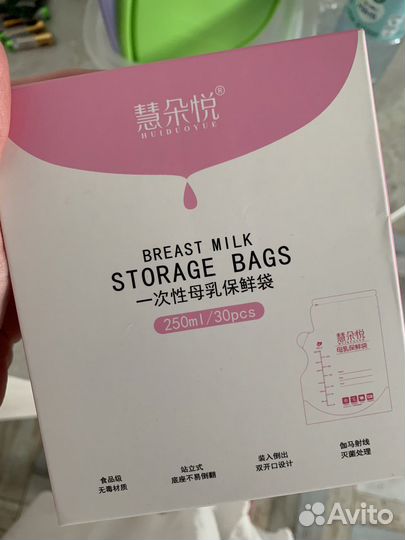 慧朵悦®
HUIDUOYUE
BREAST MILK
STORAGE BAGS
一次性母乳保鲜袋
250ml/30pcs
慧朵悦
母乳保鲜袋
食品级
无毒材质
站立式
底座不易倒翻
装入倒出
双开口设计
伽马射线
灭菌处理
Avito